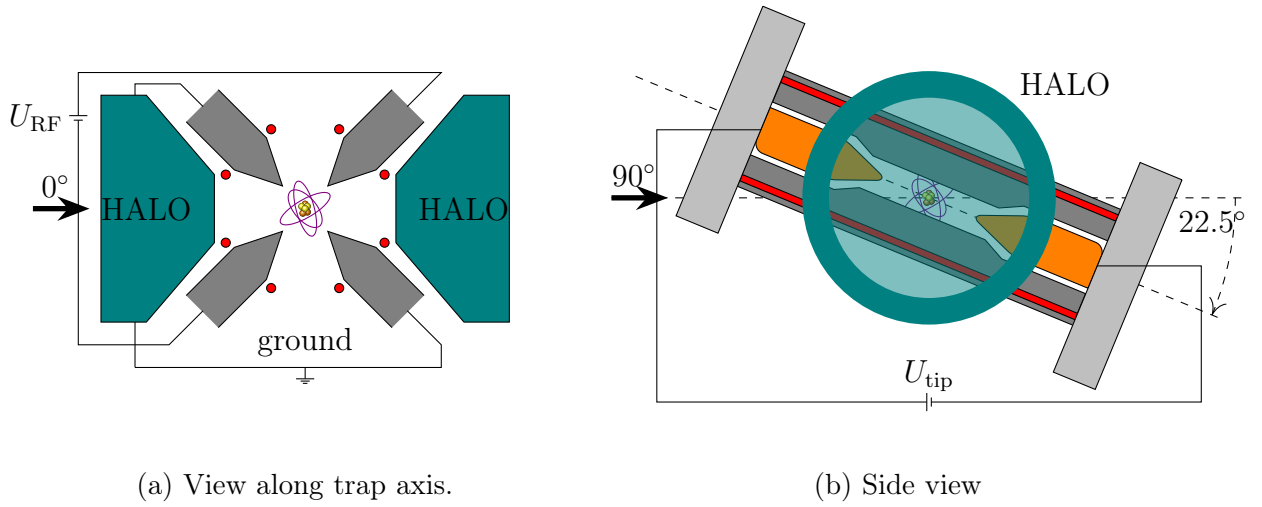 U_RF
0°
HALO
HALO
ground
(a) View along trap axis.
HALO
90°
22.5°
U_tip
(b) Side view